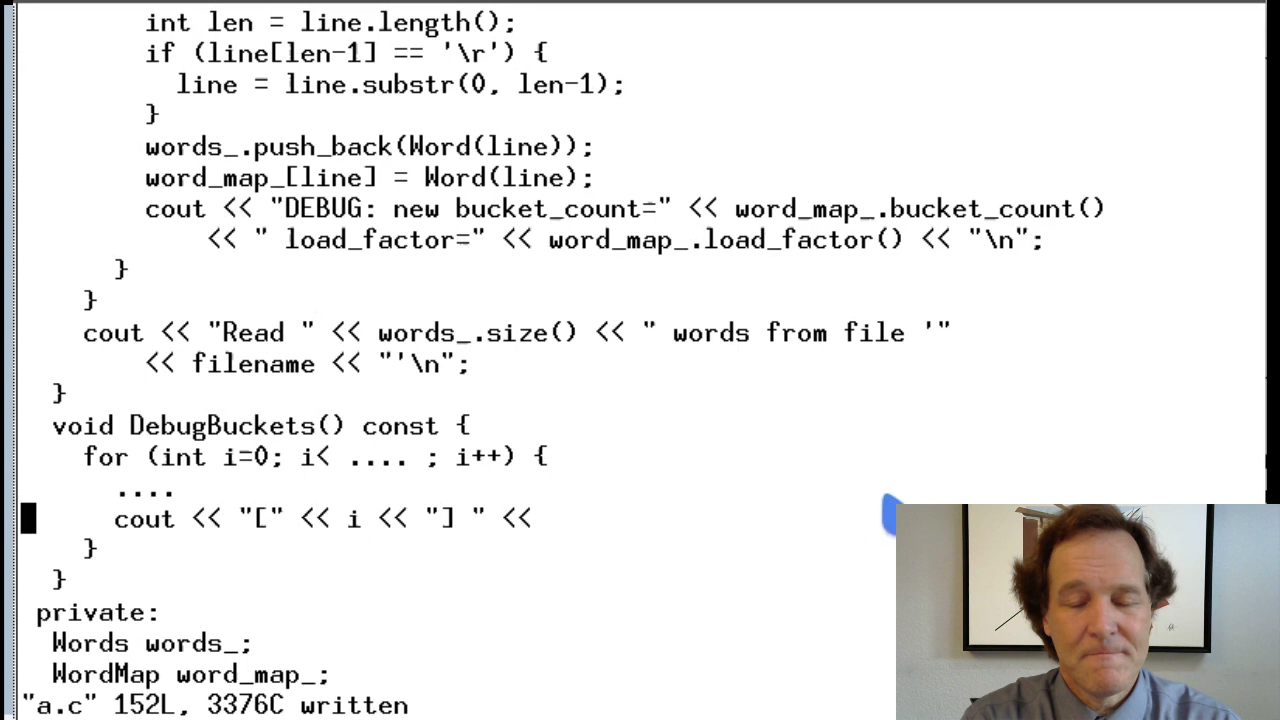 int len = line.length();
if (line[len-1] == '\r') {
line = line.substr(0, len-1);
}
words_.push_back(Word(line));
word_map_[line] = Word(line);
cout << "DEBUG: new bucket_count=" << word_map_.bucket_count()
<< " load_factor=" << word_map_.load_factor() << "\n";
}
}
cout << "Read " << words_.size() << " words from file '"
<< filename << "'\n";
}
void DebugBuckets() const {
for (int i=0; i< .... ; i++) {
....
cout << "[" << i << "] " <<
}
}
private:
Words words_;
WordMap word_map_;
"a.c" 152L, 3376C written